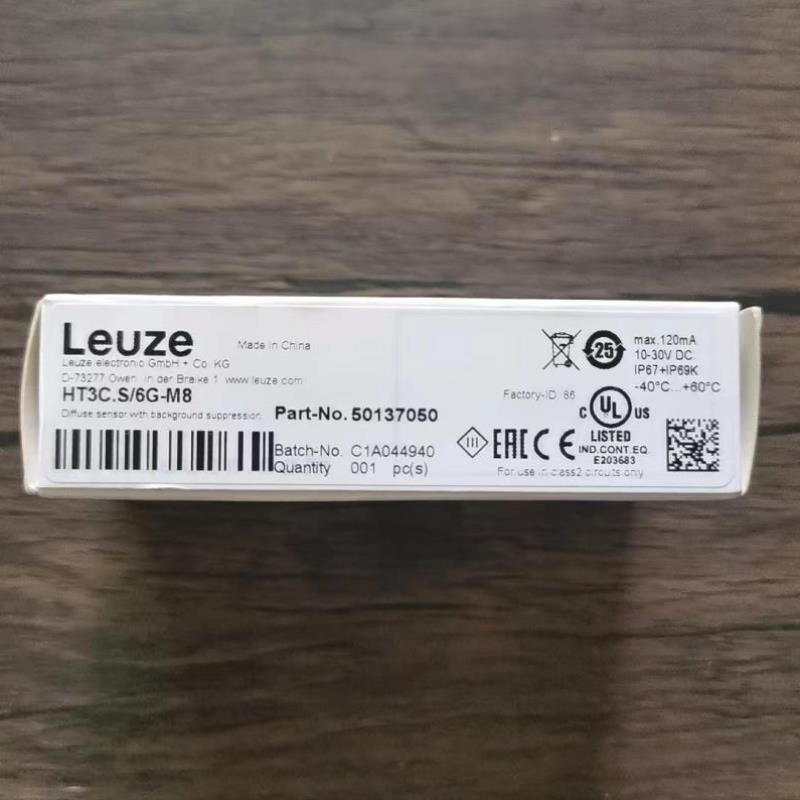 Leuze
Made in China
Leuze electronic GmbH + Co. KG
D-73277 Owen, In der Braike 1 www.leuze.com
HT3C.S/6G-M8
Diffuse sensor with background suppression
Part-No. 50137050
Batch-No. C1A044940
Quantity 001 pc(s)
25
max.120mA
10-30V DC
IP67+IP69K
-40°C...+60°C
Factory-ID 86
C UL US
LISTED
IND.CONT.EQ.
E203683
III
EAC CE
For use in class2 circuits only